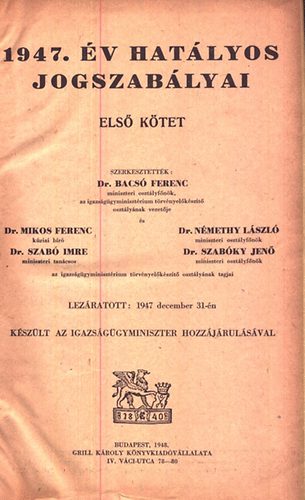 1947. ÉV HATÁLYOS
JOGSZABÁLYAI
ELSŐ KÖTET
SZERKESZTETTÉK:
Dr. BACSÓ FERENC
miniszteri osztályfőnök,
az igazságügyminisztérium törvényelőkészítő
osztályának vezetője
és
Dr. MIKOS FERENC
kúriai bíró
Dr. NÉMETHY LÁSZLÓ
miniszteri osztályfőnök
Dr. SZABÓ IMRE
miniszteri tanácsos
Dr. SZABÓKY JENŐ
miniszteri osztályfőnök
az igazságügyminisztérium törvényelőkészítő osztályának tagjai
LEZÁRATOTT: 1947 december 31-én
KÉSZÜLT AZ IGAZSÁGÜGYMINISZTER HOZZÁJÁRULÁSÁVAL
18 40
BUDAPEST, 1948.
GRILL KÁROLY KÖNYVKIADÓVÁLLALATA
IV. VÁCI-UTCA 78—80